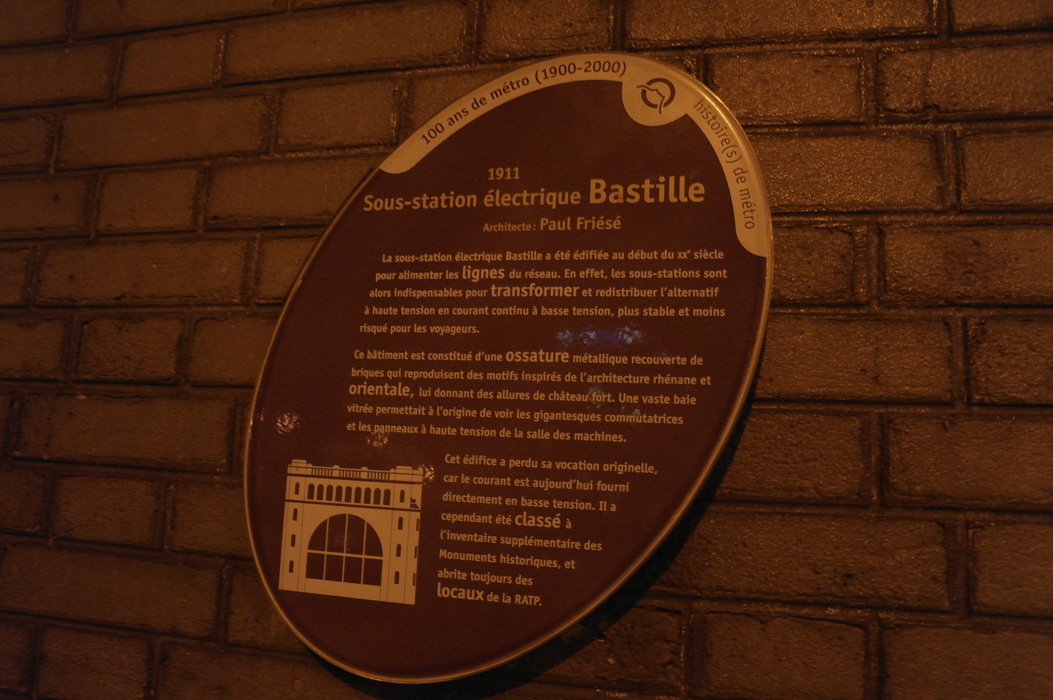 100 ans de métro (1900-2000)
histoire(s) de métro
1911
Sous-station électrique Bastille
Architecte: Paul Friésé
La sous-station électrique Bastille a été édifiée au début du XXe siècle
pour alimenter les lignes du réseau. En effet, les sous-stations sont
alors indispensables pour transformer et redistribuer l'alternatif
à haute tension en courant continu à basse tension, plus stable et moins
risqué pour les voyageurs.
Ce bâtiment est constitué d'une ossature métallique recouverte de
briques qui reproduisent des motifs inspirés de l'architecture rhénane et
orientale, lui donnant des allures de château fort. Une vaste baie
vitrée permettait à l'origine de voir les gigantesques commutatrices
et les panneaux à haute tension de la salle des machines.
Cet édifice a perdu sa vocation originelle,
car le courant est aujourd'hui fourni
directement en basse tension. Il a
cependant été classé à
l'inventaire supplémentaire des
Monuments historiques, et
abrite toujours des
locaux de la RATP.